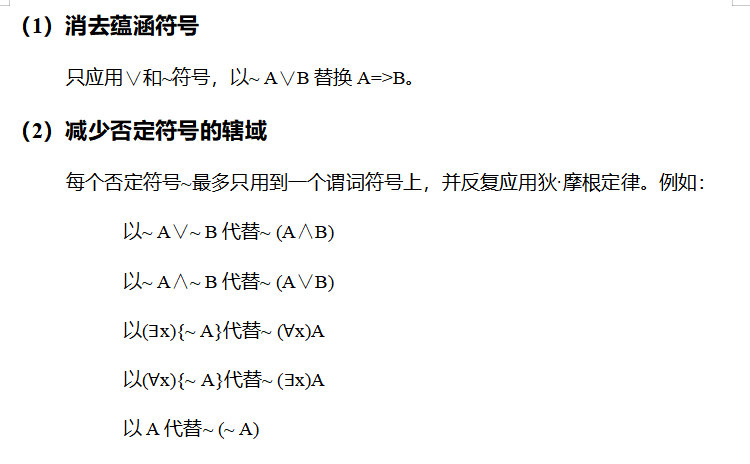 （1）消去蕴涵符号
只应用∨和~符号，以~ A∨B 替换 A=>B。
（2）减少否定符号的辖域
每个否定符号~最多只用到一个谓词符号上，并反复应用狄·摩根定律。例如：
以~ A∨~ B 代替~ (A∧B)
以~ A∧~ B 代替~ (A∨B)
以(∃x){~ A}代替~ (∀x)A
以(∀x){~ A}代替~ (∃x)A
以 A 代替~ (~ A)